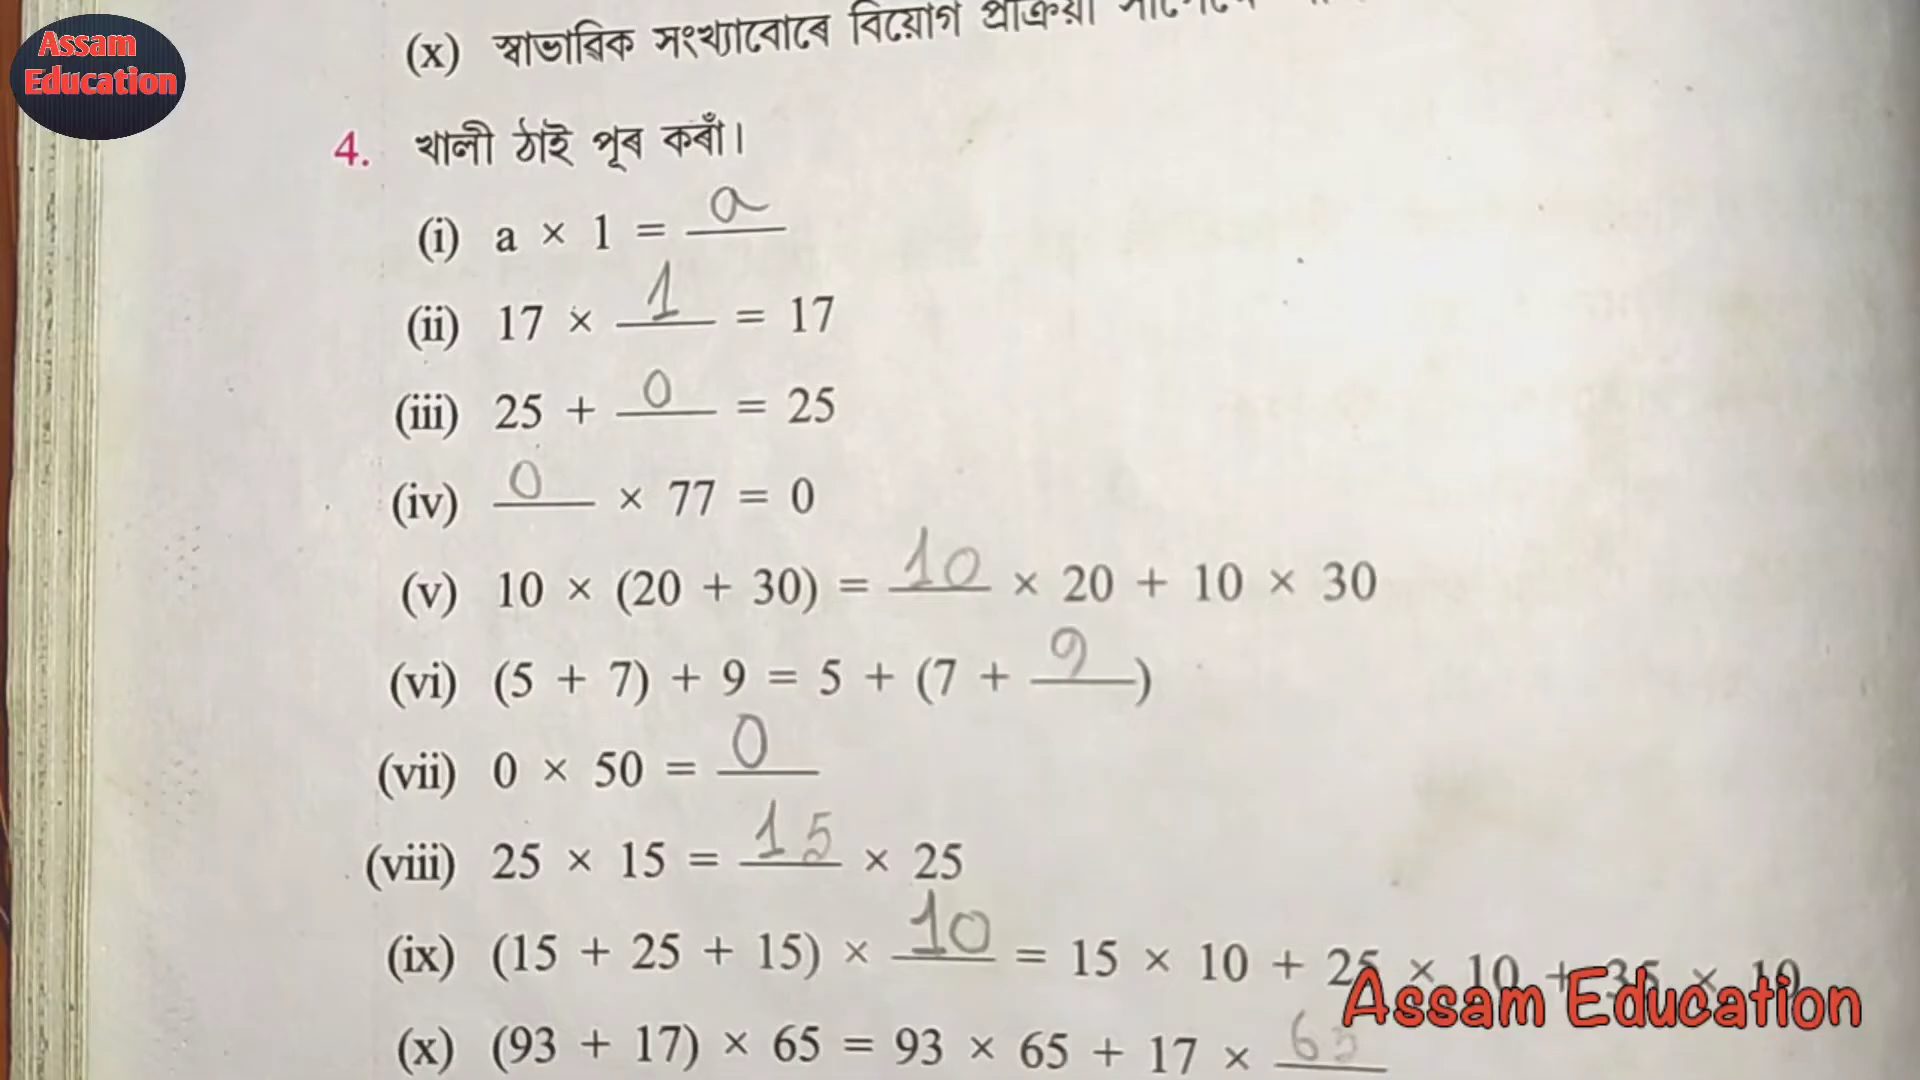 Assam
Education
(x) স্বাভাৱিক সংখ্যাবোৰে বিয়োগ প্ৰক্ৰিয়া
4. খালী ঠাই পূৰ কৰাঁ।
(i) a × 1 = a
(ii) 17 × 1 = 17
(iii) 25 + 0 = 25
(iv) 0 × 77 = 0
(v) 10 × (20 + 30) = 10 × 20 + 10 × 30
(vi) (5 + 7) + 9 = 5 + (7 + 9)
(vii) 0 × 50 = 0
(viii) 25 × 15 = 15 × 25
(ix) (15 + 25 + 15) × 10 = 15 × 10 + 25 × 10 + 35 × 10
Assam Education
(x) (93 + 17) × 65 = 93 × 65 + 17 × 65